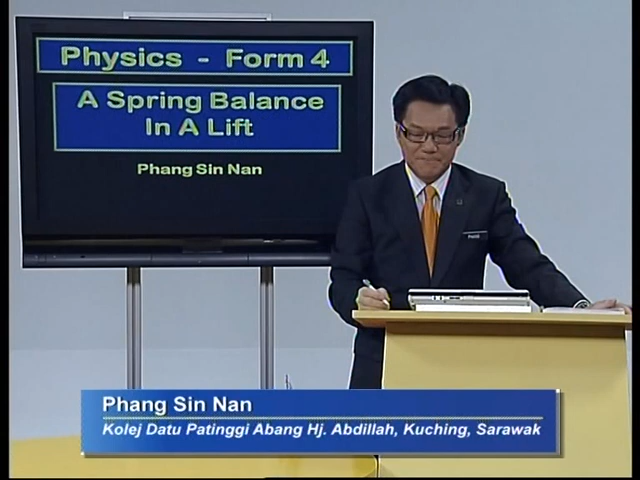 Physics - Form 4
A Spring Balance
In A Lift
Phang Sin Nan
Phang Sin Nan
Kolej Datu Patinggi Abang Hj. Abdillah, Kuching, Sarawak